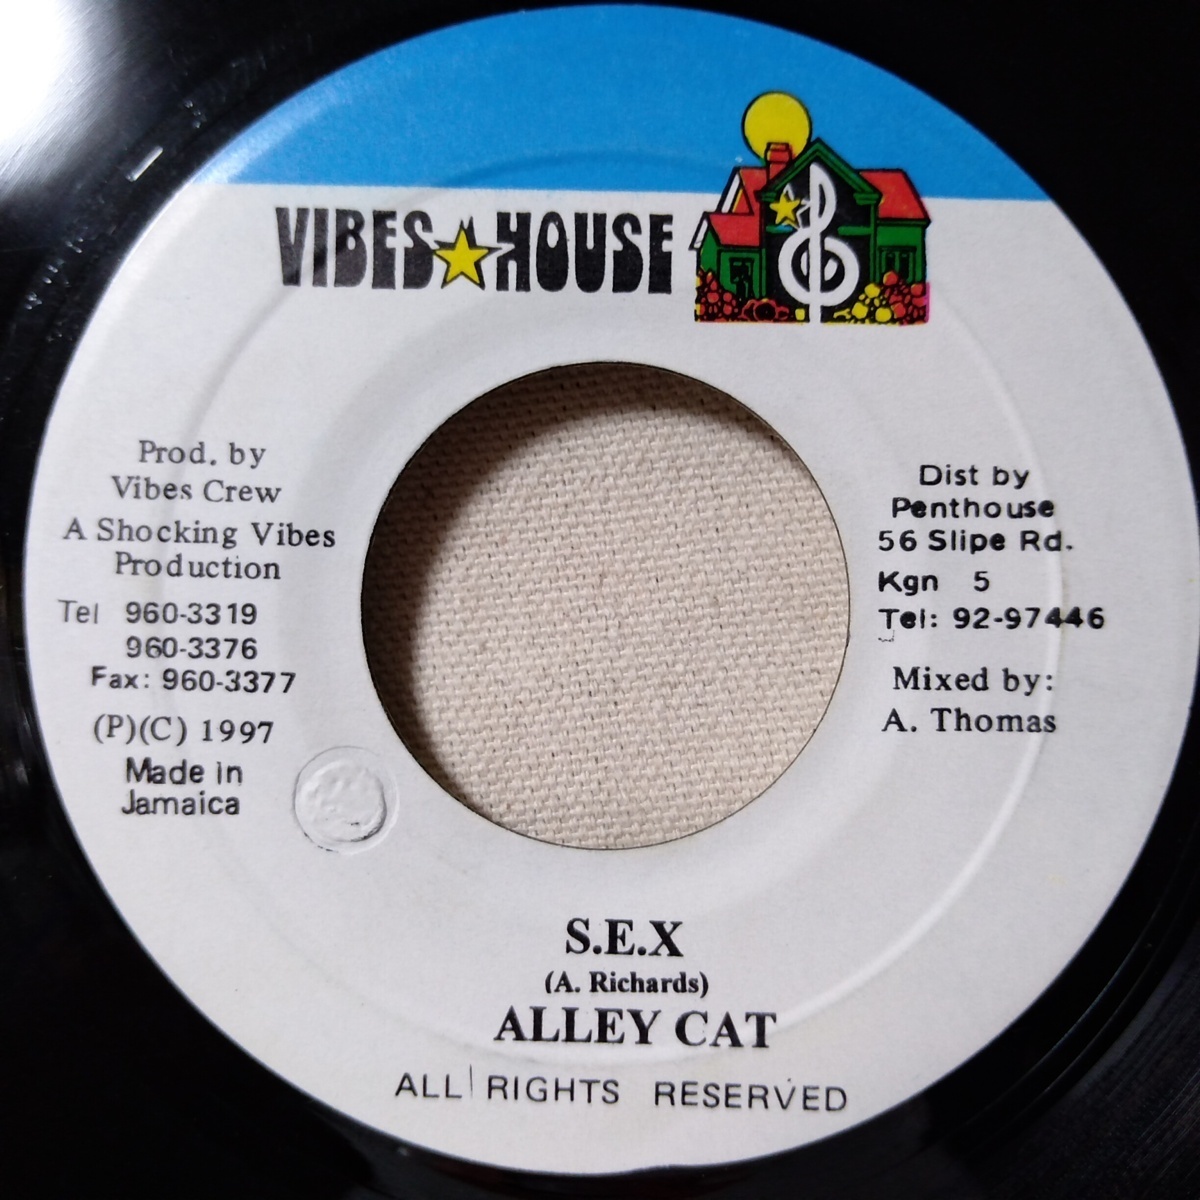 VIBES HOUSE
Prod. by
Vibes Crew
A Shocking Vibes
Production
Tel 960-3319
960-3376
Fax: 960-3377
(P)(C) 1997
Made in
Jamaica
Dist by
Penthouse
56 Slipe Rd.
Kgn 5
Tel: 92-97446
Mixed by:
A. Thomas
S.E.X
(A. Richards)
ALLEY CAT
ALL RIGHTS RESERVED